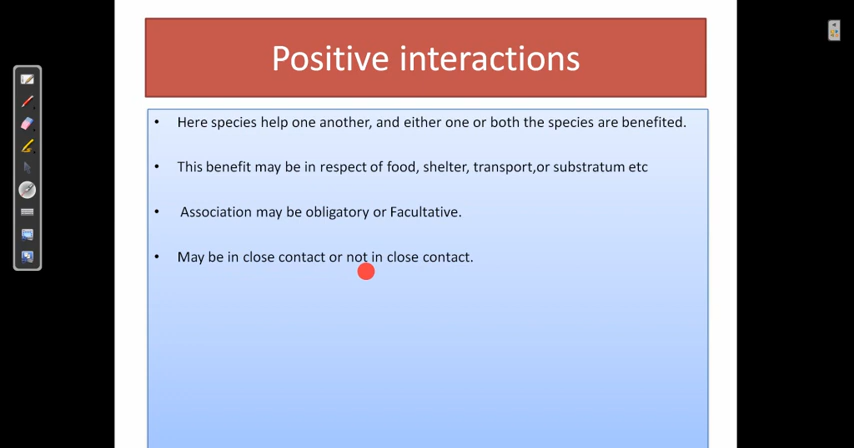 Positive interactions
• Here species help one another, and either one or both the species are benefited.
• This benefit may be in respect of food, shelter, transport,or substratum etc
• Association may be obligatory or Facultative.
• May be in close contact or not in close contact.